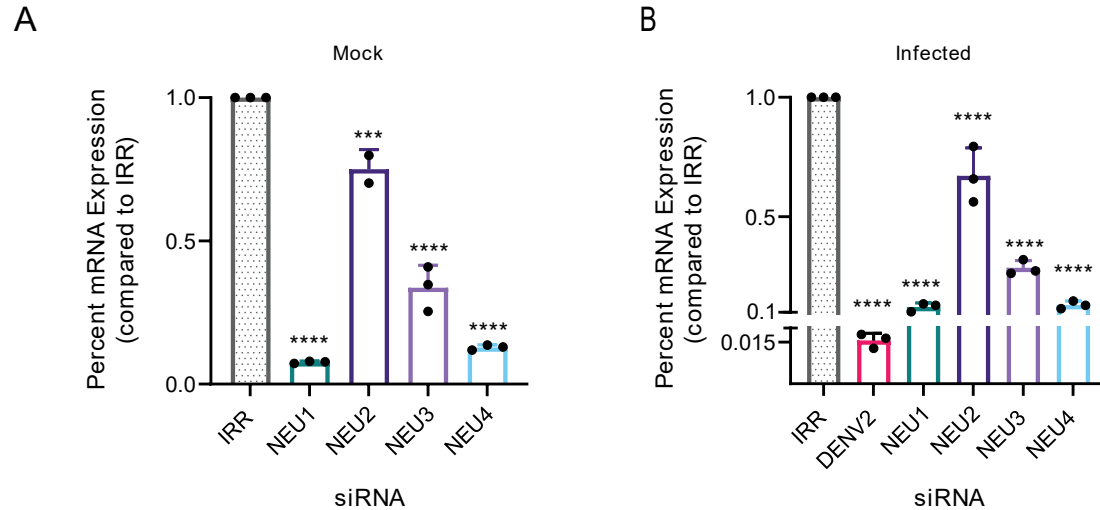 A
Mock
Percent mRNA Expression
(compared to IRR)
1.0
0.5
0.0
***
****
****
****
IRR
NEU1
NEU2
NEU3
NEU4
siRNA
B
Infected
Percent mRNA Expression
(compared to IRR)
1.0
0.5
0.1
0.015
****
****
****
****
****
IRR
DENV2
NEU1
NEU2
NEU3
NEU4
siRNA